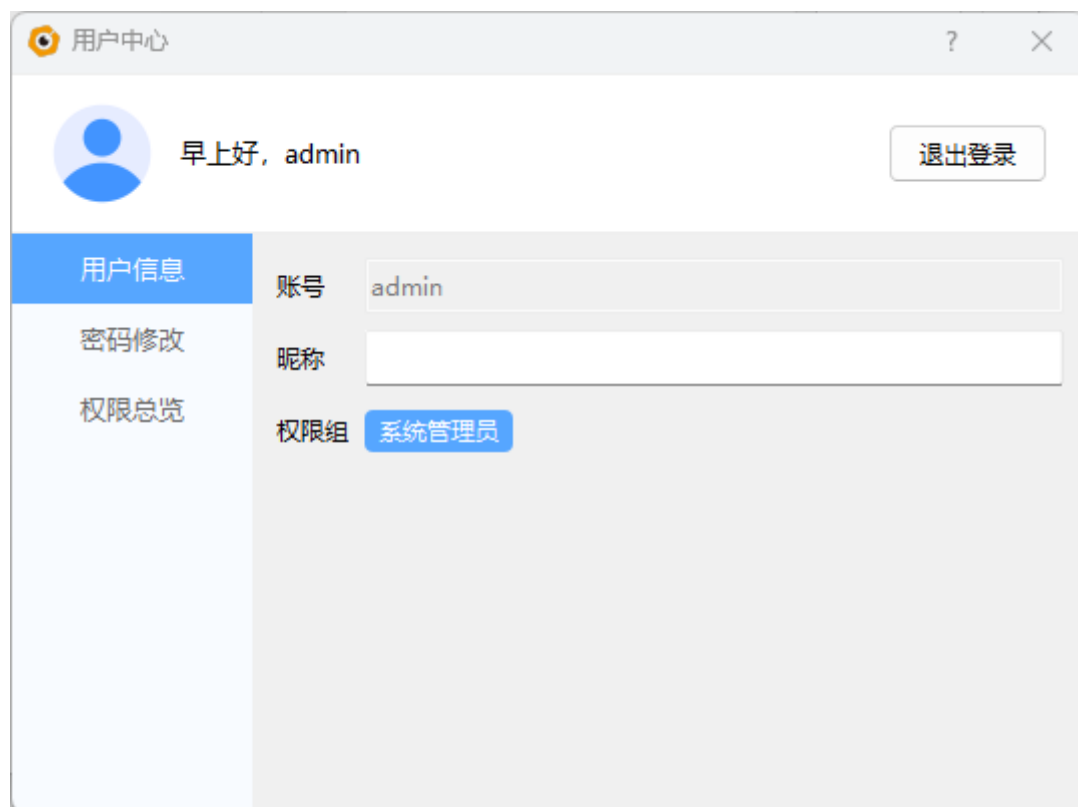 用户中心
?
早上好，admin
退出登录
用户信息
密码修改
权限总览
账号 admin
昵称
权限组 系统管理员